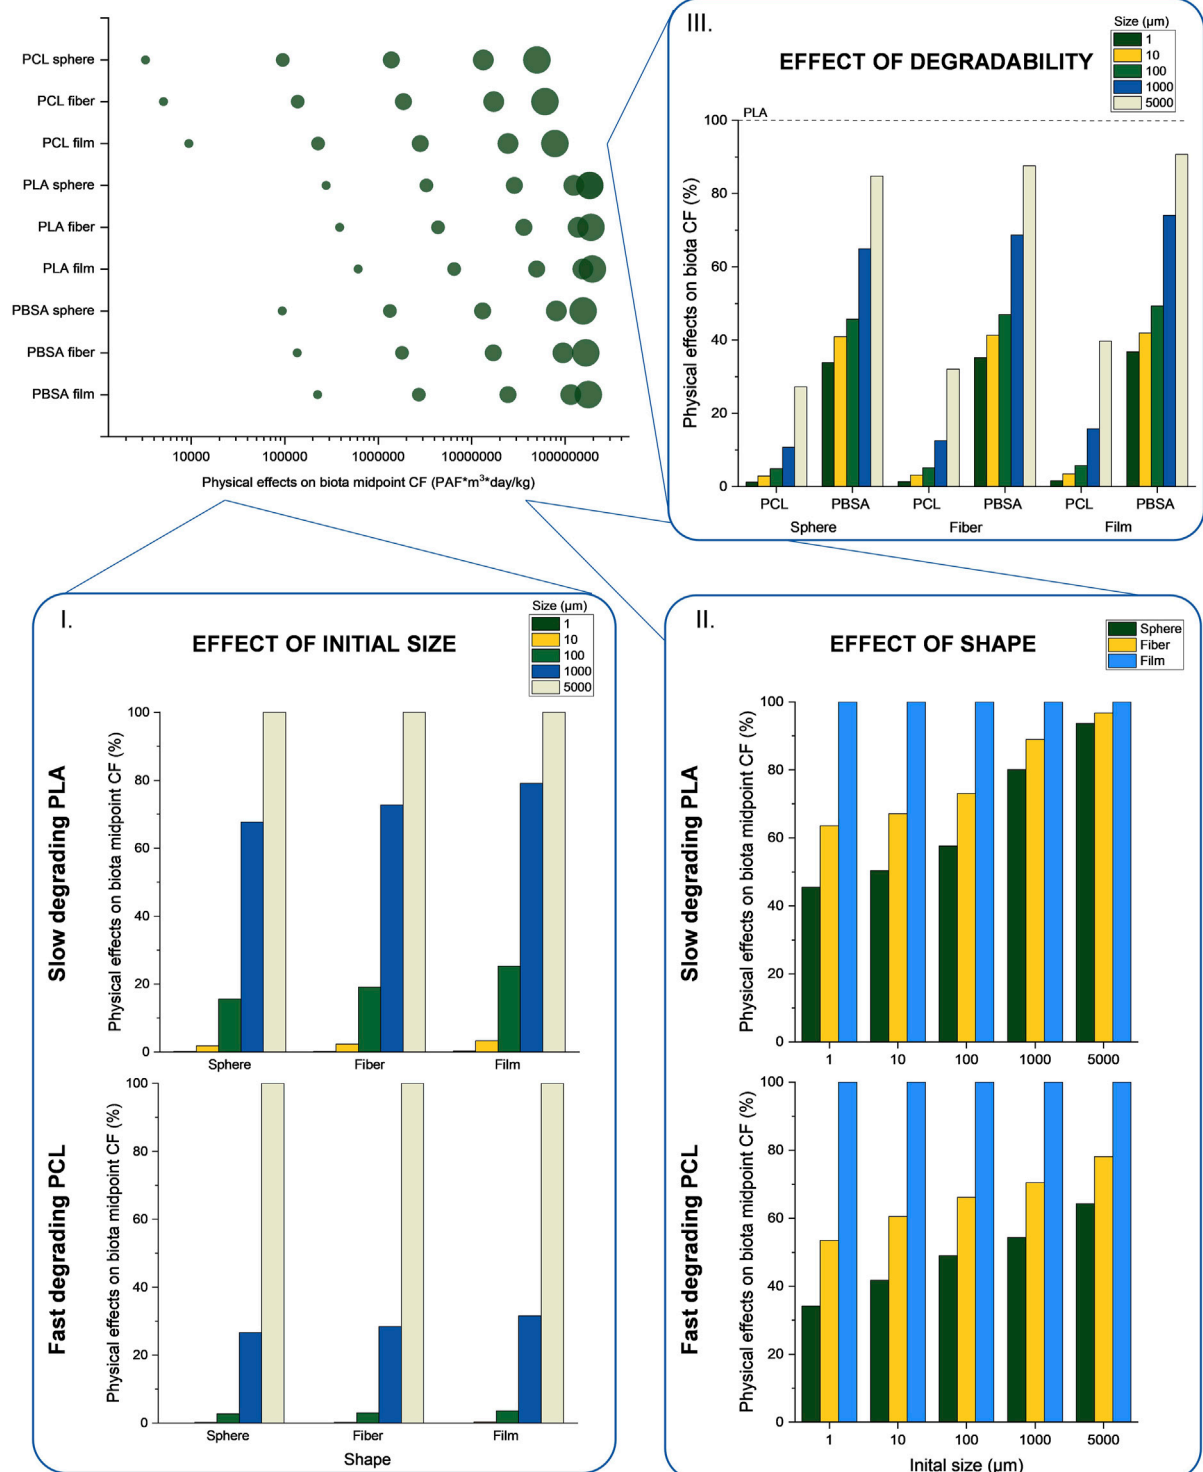 PCL sphere
PCL fiber
PCL film
PLA sphere
PLA fiber
PLA film
PBSA sphere
PBSA fiber
PBSA film
10000 100000 1000000 10000000 100000000
Physical effects on biota midpoint CF (PAF*m³*day/kg)
III.
EFFECT OF DEGRADABILITY
Size (µm)
1
10
100
1000
5000
PLA
Physical effects on biota CF (%)
100
80
60
40
20
0
PCL PBSA PCL PBSA PCL PBSA
Sphere Fiber Film
I.
EFFECT OF INITIAL SIZE
Size (µm)
1
10
100
1000
5000
Slow degrading PLA
Physical effects on biota midpoint CF (%)
100
80
60
40
20
0
Sphere Fiber Film
Fast degrading PCL
Physical effects on biota midpoint CF (%)
100
80
60
40
20
0
Sphere Fiber Film
Shape
II.
EFFECT OF SHAPE
Sphere
Fiber
Film
Slow degrading PLA
Physical effects on biota midpoint CF (%)
100
80
60
40
20
0
1 10 100 1000 5000
Fast degrading PCL
Physical effects on biota midpoint CF (%)
100
80
60
40
20
0
1 10 100 1000 5000
Inital size (µm)